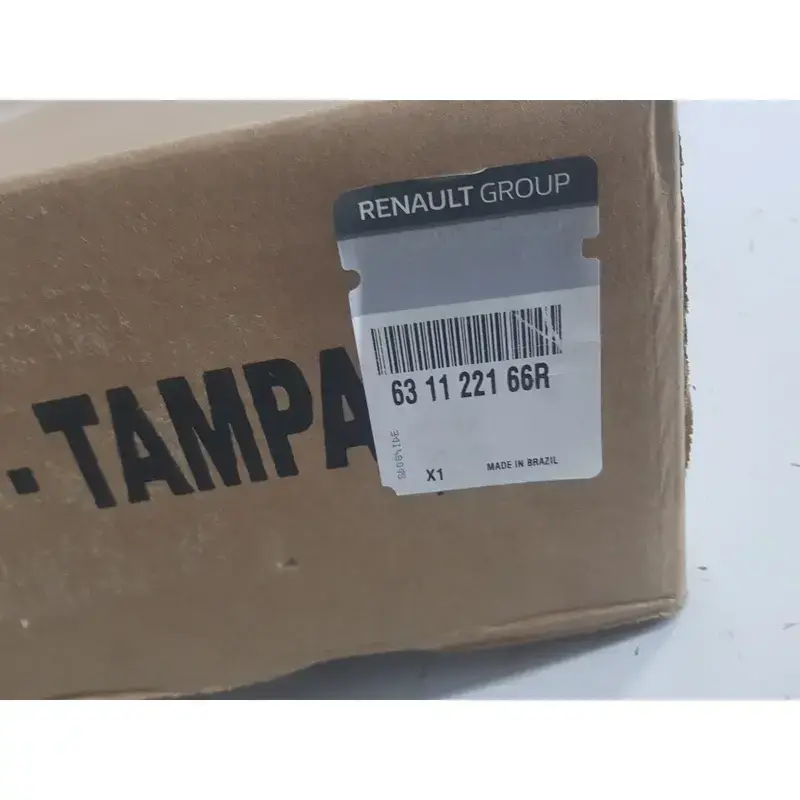 RENAULT GROUP
63 11 221 66R
X1 MADE IN BRAZIL
- TAMPA